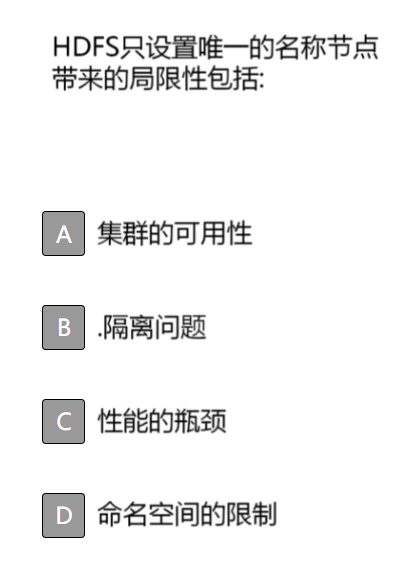 HDFS只设置唯一的名称节点
带来的局限性包括:
A 集群的可用性
B .隔离问题
C 性能的瓶颈
D 命名空间的限制